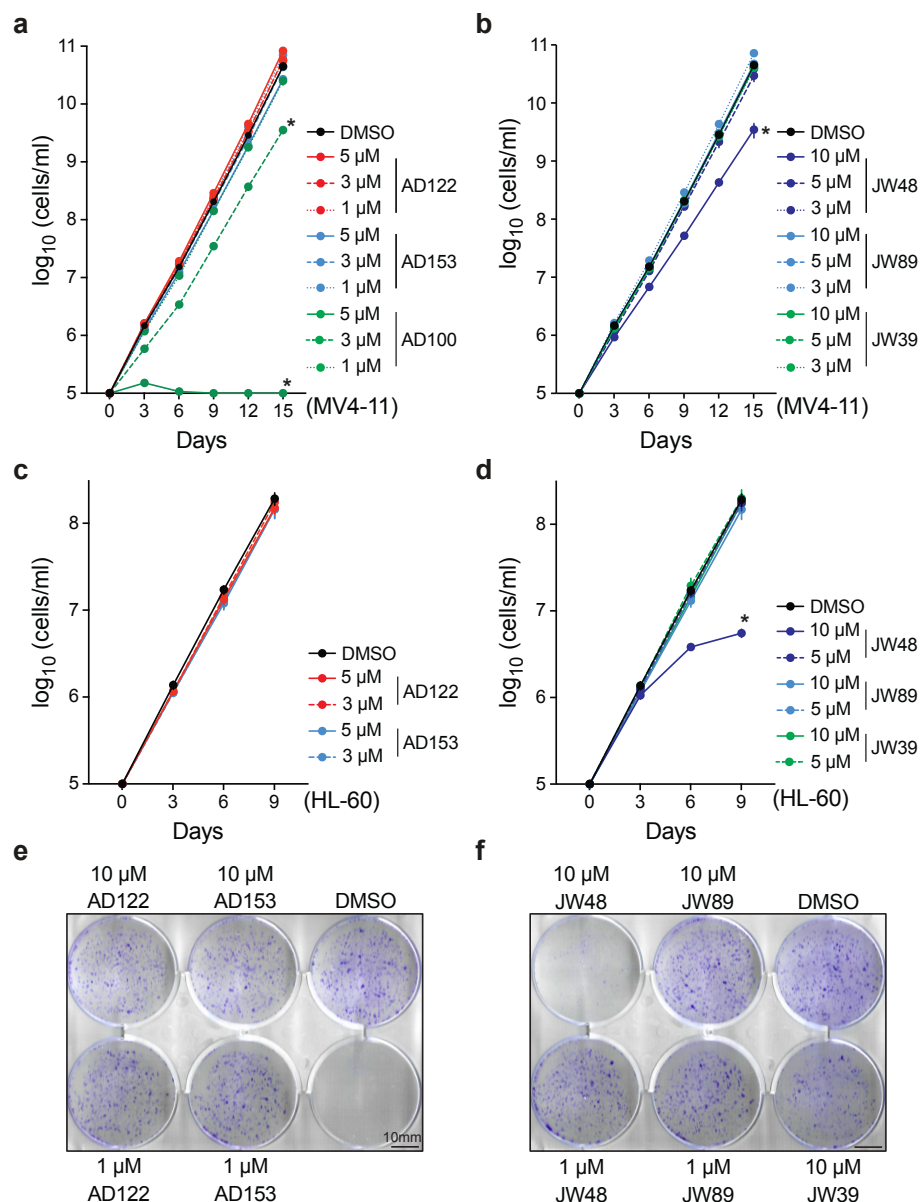 a
11
10
9
8
7
6
5
log10 (cells/ml)
0 3 6 9 12 15
(MV4-11)
Days
*
*
DMSO
5 µM
3 µM
1 µM
AD122
5 µM
3 µM
1 µM
AD153
5 µM
3 µM
1 µM
AD100
b
11
10
9
8
7
6
5
log10 (cells/ml)
0 3 6 9 12 15
(MV4-11)
Days
*
DMSO
10 µM
5 µM
3 µM
JW48
10 µM
5 µM
3 µM
JW89
10 µM
5 µM
3 µM
JW39
c
8
7
6
5
log10 (cells/ml)
0 3 6 9
(HL-60)
Days
DMSO
5 µM
3 µM
AD122
5 µM
3 µM
AD153
d
8
7
6
5
log10 (cells/ml)
0 3 6 9
(HL-60)
Days
*
DMSO
10 µM
5 µM
JW48
10 µM
5 µM
JW89
10 µM
5 µM
JW39
e
10 µM 10 µM
AD122 AD153 DMSO
10mm
1 µM 1 µM
AD122 AD153
f
10 µM 10 µM
JW48 JW89 DMSO
1 µM 1 µM 10 µM
JW48 JW89 JW39